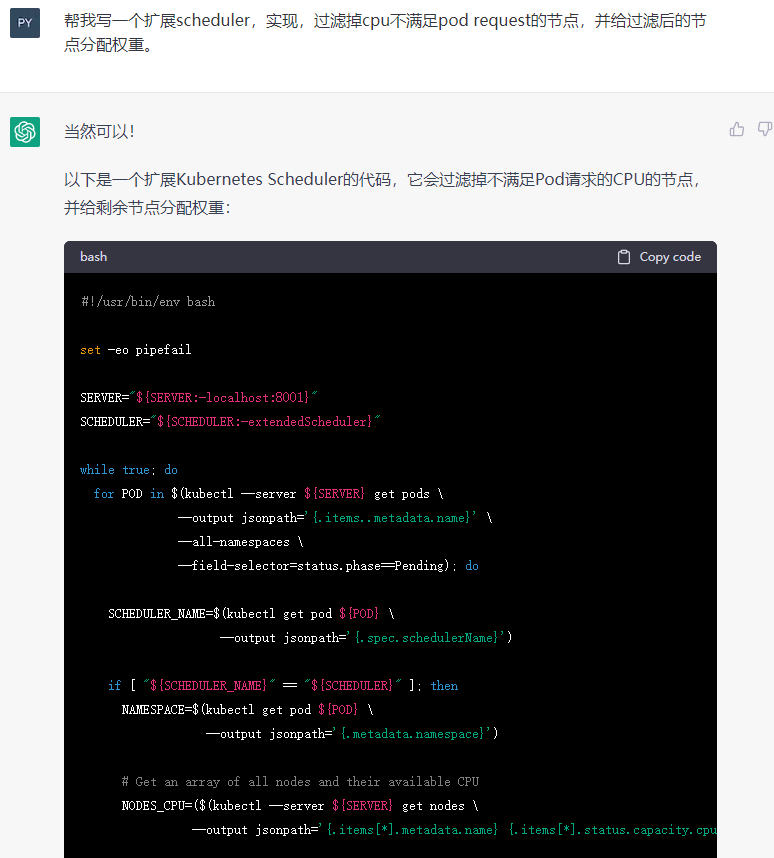 PY
帮我写一个扩展scheduler，实现，过滤掉cpu不满足pod request的节点，并给过滤后的节
点分配权重。
当然可以！
以下是一个扩展Kubernetes Scheduler的代码，它会过滤掉不满足Pod请求的CPU的节点，
并给剩余节点分配权重：
bash
Copy code
#!/usr/bin/env bash
set -eo pipefail
SERVER="${SERVER:-localhost:8001}"
SCHEDULER="${SCHEDULER:-extendedScheduler}"
while true; do
for POD in $(kubectl --server ${SERVER} get pods \
--output jsonpath='{.items..metadata.name}' \
--all-namespaces \
--field-selector=status.phase==Pending); do
SCHEDULER_NAME=$(kubectl get pod ${POD} \
--output jsonpath='{.spec.schedulerName}')
if [ "${SCHEDULER_NAME}" == "${SCHEDULER}" ]; then
NAMESPACE=$(kubectl get pod ${POD} \
--output jsonpath='{.metadata.namespace}')
# Get an array of all nodes and their available CPU
NODES_CPU=($(kubectl --server ${SERVER} get nodes \
--output jsonpath='{.items[*].metadata.name} {.items[*].status.capacity.cpu